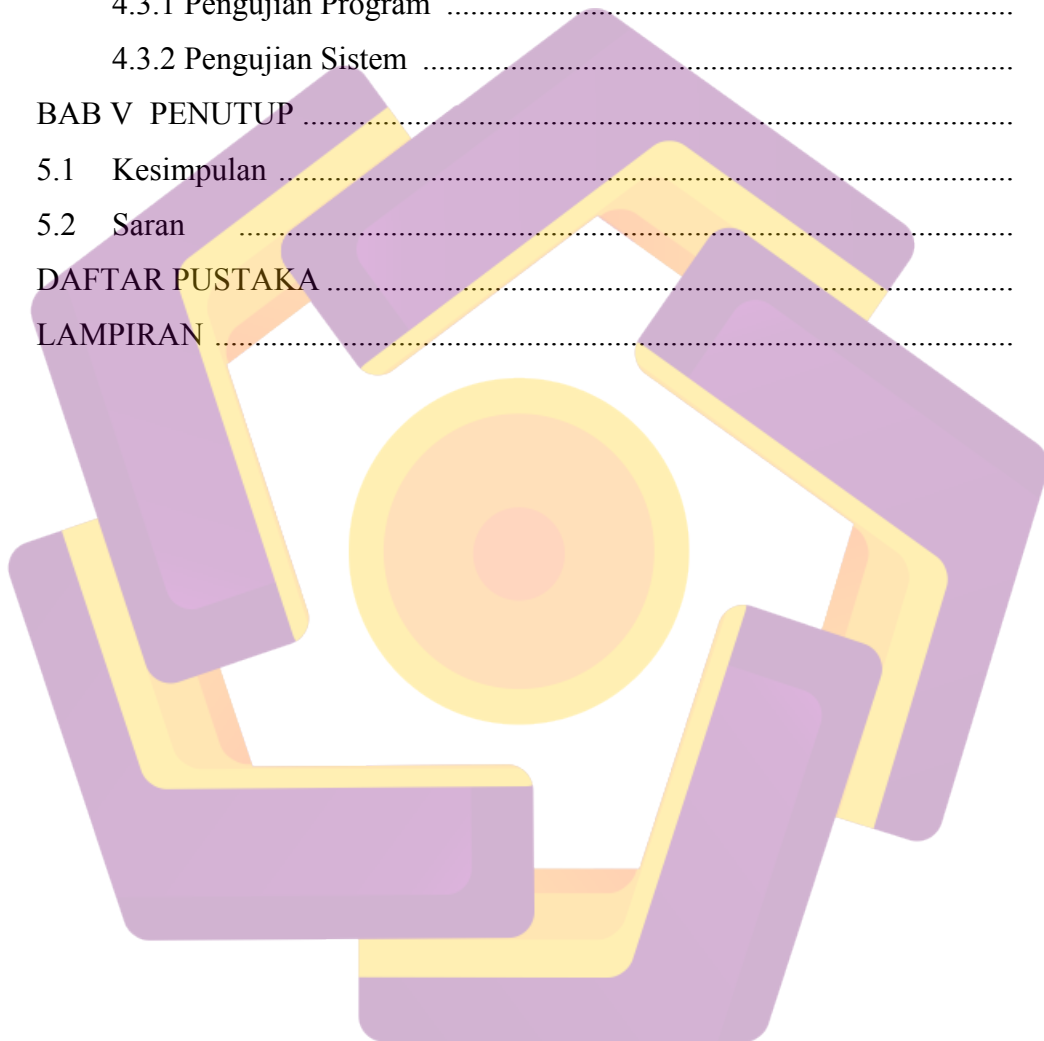 4.3.1 Pengujian Program ......................................................................
4.3.2 Pengujian Sistem .........................................................................
BAB V PENUTUP ........................................................................................
5.1 Kesimpulan ...........................................................................................
5.2 Saran ................................................................................................
DAFTAR PUSTAKA .....................................................................................
LAMPIRAN ...................................................................................................